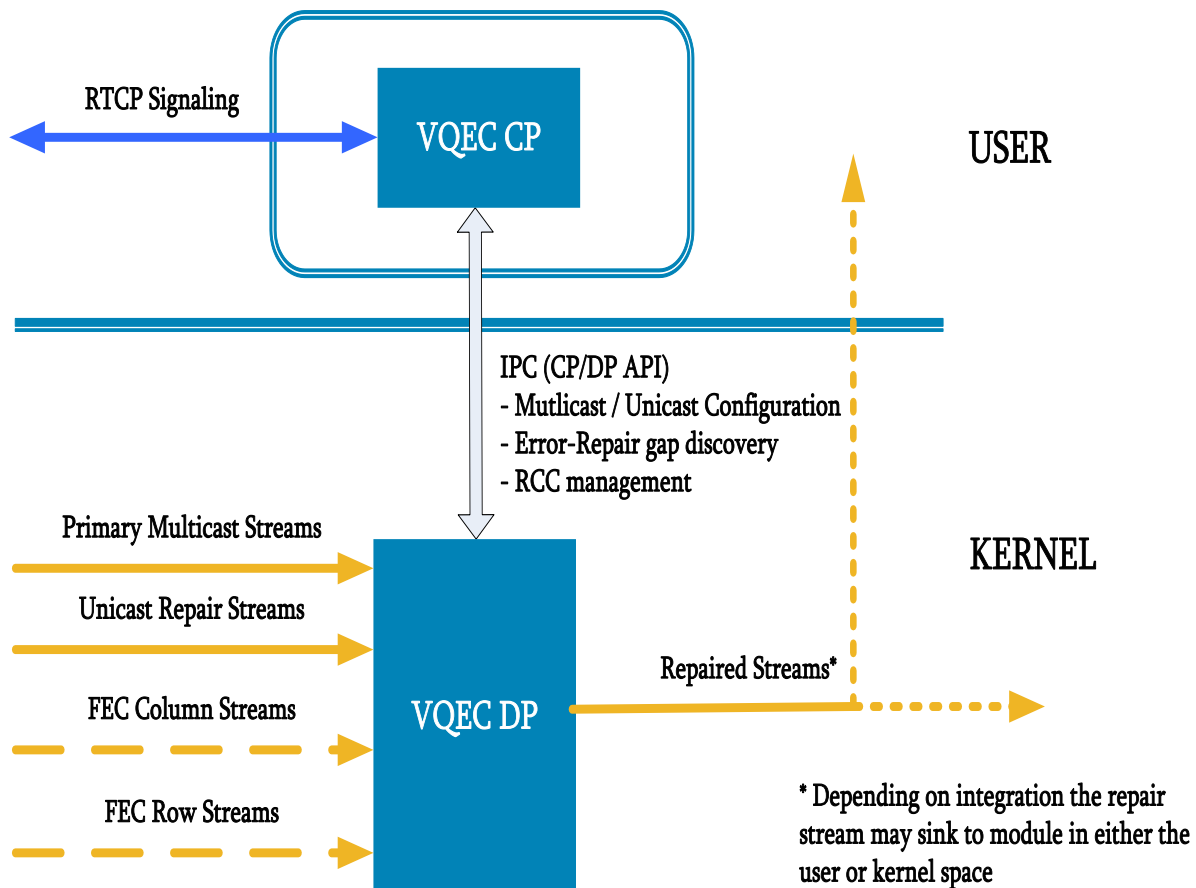 RTCP Signaling
VQEC CP
USER
IPC (CP/DP API)
- Mutlicast / Unicast Configuration
- Error-Repair gap discovery
- RCC management
Primary Multicast Streams
KERNEL
Unicast Repair Streams
Repaired Streams*
FEC Column Streams
VQEC DP
FEC Row Streams
* Depending on integration the repair
stream may sink to module in either the
user or kernel space